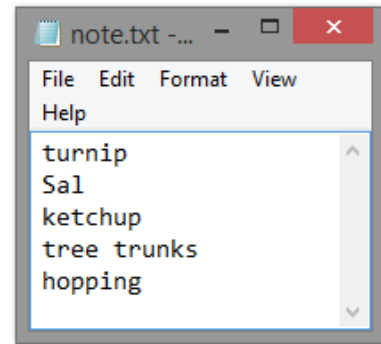 note.txt -...
File Edit Format View
Help
turnip
Sal
ketchup
tree trunks
hopping